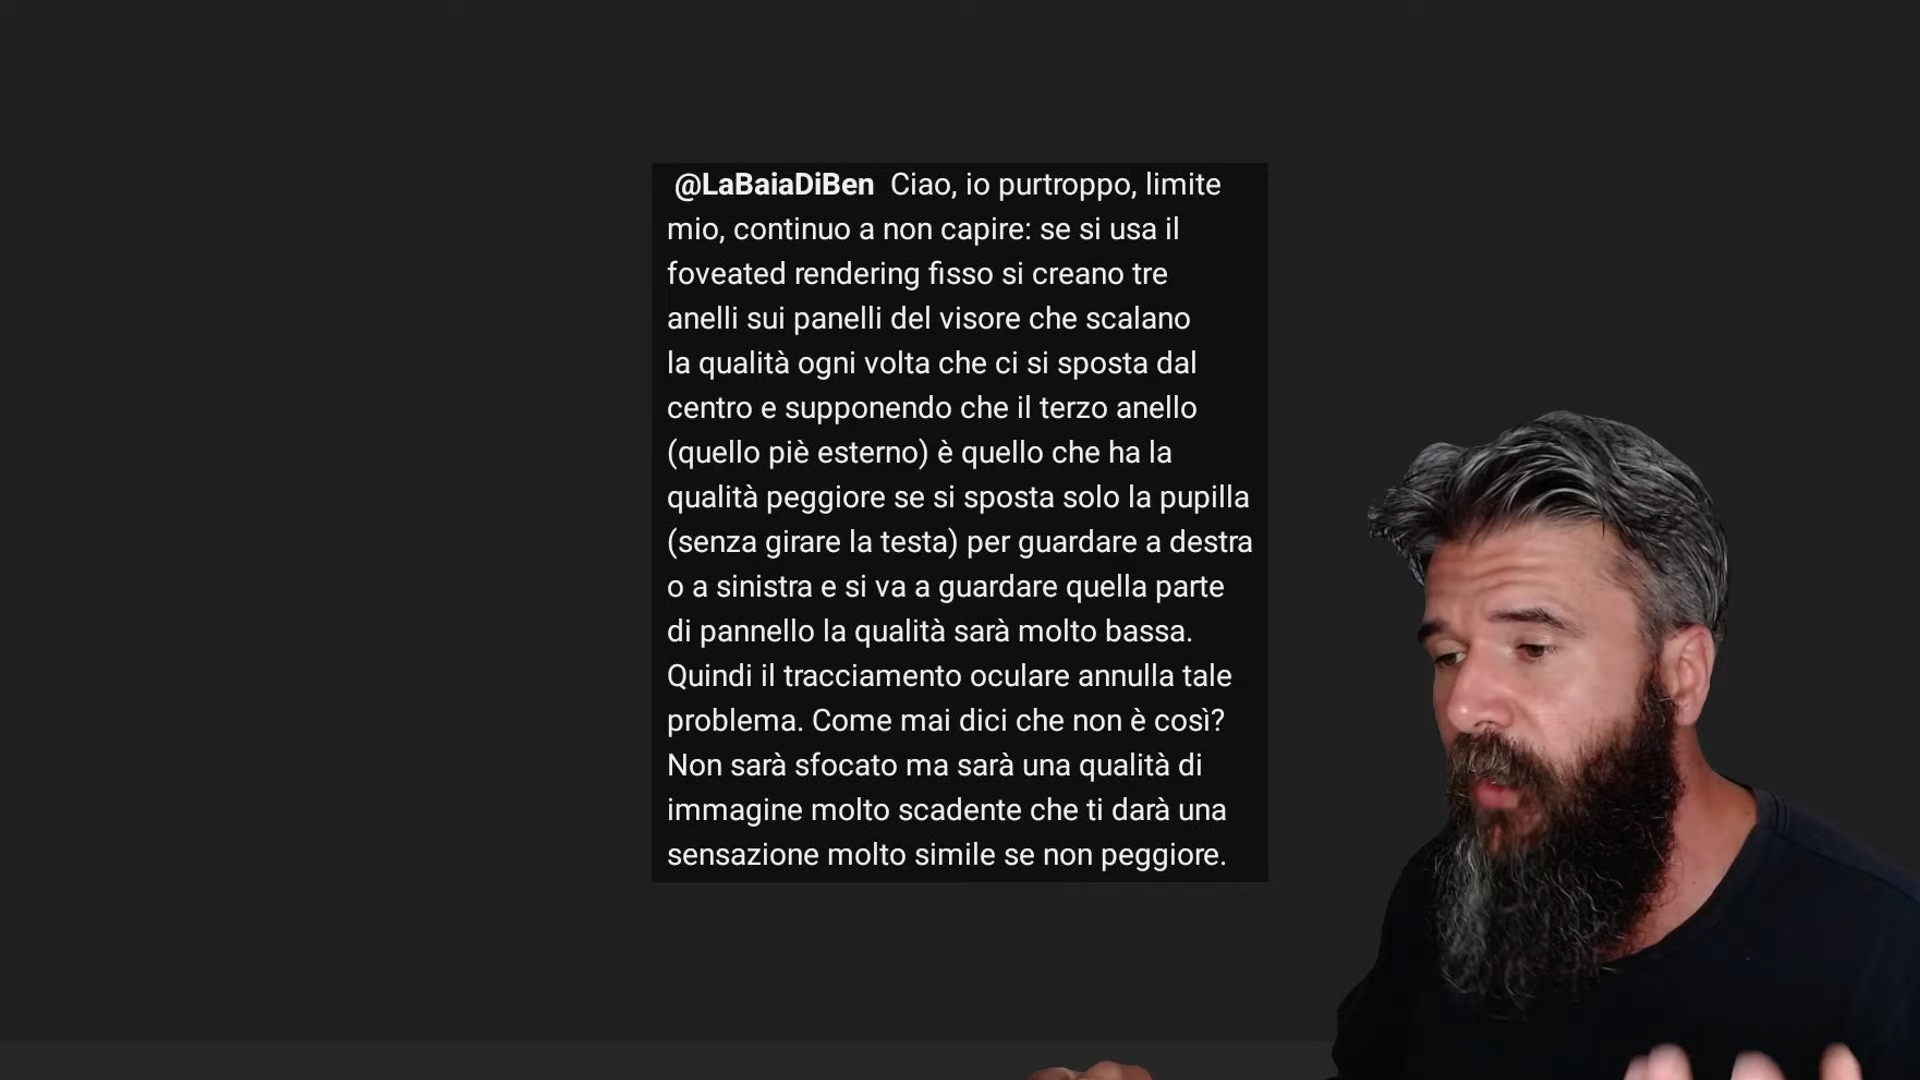 @LaBaiaDiBen Ciao, io purtroppo, limite
mio, continuo a non capire: se si usa il
foveated rendering fisso si creano tre
anelli sui panelli del visore che scalano
la qualità ogni volta che ci si sposta dal
centro e supponendo che il terzo anello
(quello piè esterno) è quello che ha la
qualità peggiore se si sposta solo la pupilla
(senza girare la testa) per guardare a destra
o a sinistra e si va a guardare quella parte
di pannello la qualità sarà molto bassa.
Quindi il tracciamento oculare annulla tale
problema. Come mai dici che non è così?
Non sarà sfocato ma sarà una qualità di
immagine molto scadente che ti darà una
sensazione molto simile se non peggiore.